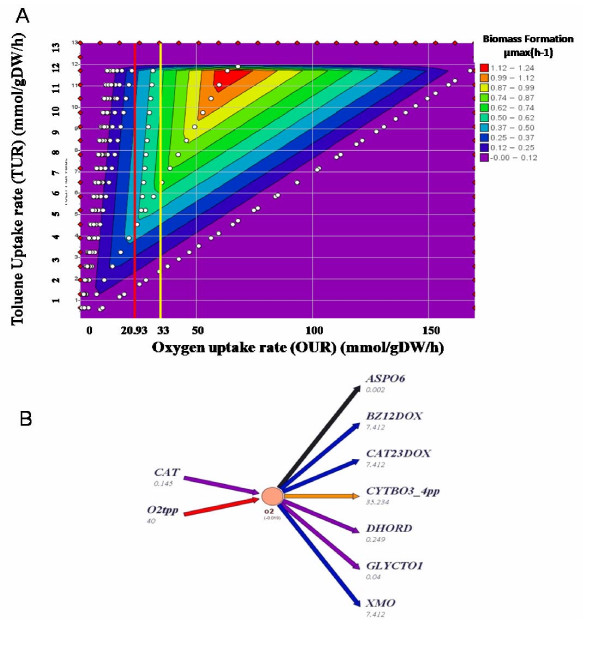 A
Biomass Formation
μmax(h-1)
1.12 – 1.24
0.99 – 1.12
0.87 – 0.99
0.74 – 0.87
0.62 – 0.74
0.50 – 0.62
0.37 – 0.50
0.25 – 0.37
0.12 – 0.25
-0.00 – 0.12
Toluene Uptake rate (TUR) (mmol/gDW/h)
13
12
11
10
9
8
7
6
5
4
3
2
1
0 20.93 33 50 100 150
Oxygen uptake rate (OUR) (mmol/gDW/h)
B
CAT
0.145
O2tpp
40
o2
ASPO6
0.002
BZ12DOX
7.412
CAT23DOX
7.412
CYTBO3_4pp
35.234
DHORD
0.249
GLYCTO1
0.04
XMO
7.412